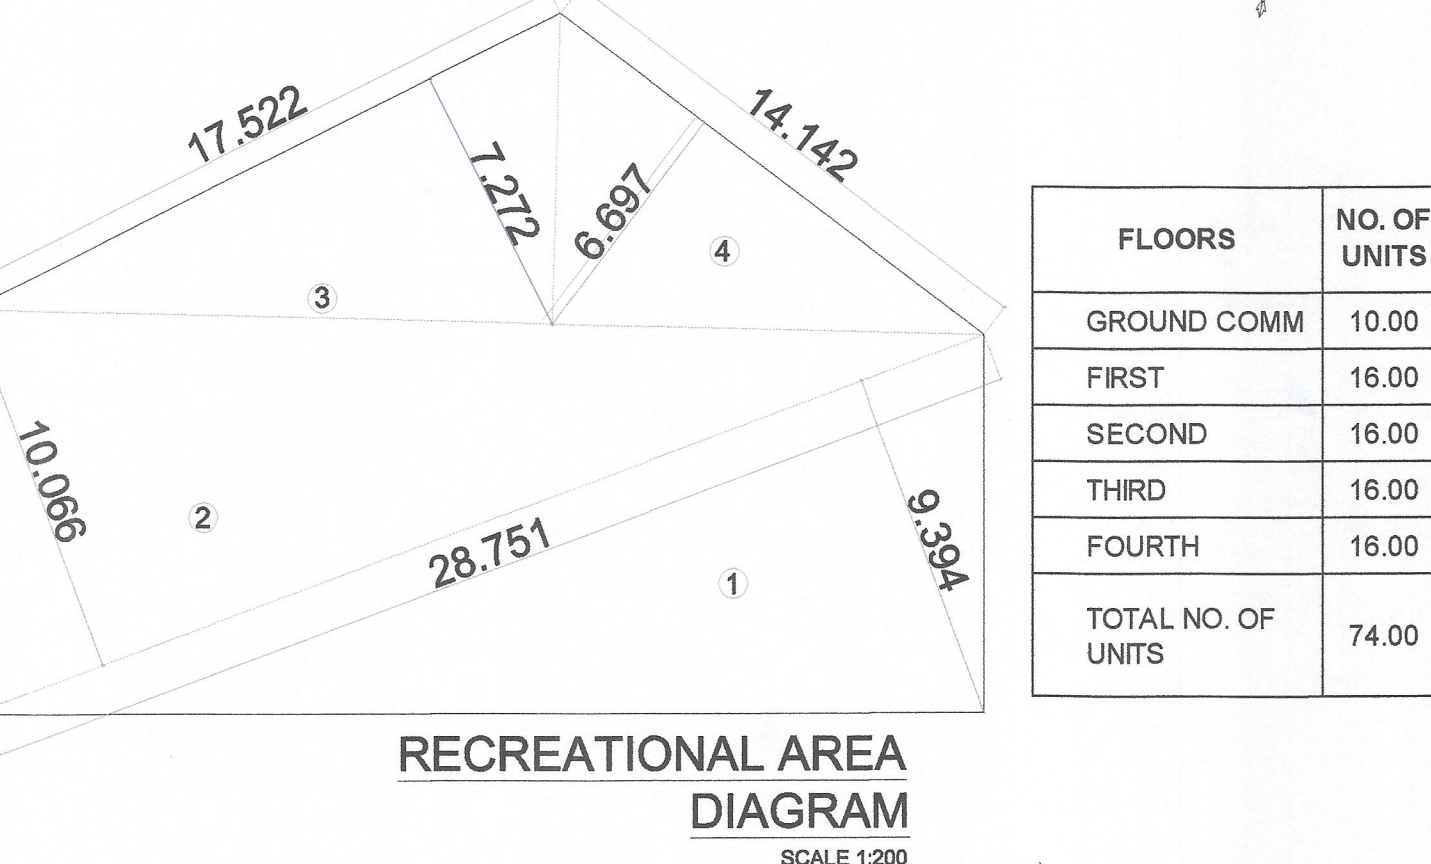 17.522
14.142
7.272
6.697
4
3
10.066
2
28.751
1
9.394
FLOORS
NO. OF
UNITS
GROUND COMM
10.00
FIRST
16.00
SECOND
16.00
THIRD
16.00
FOURTH
16.00
TOTAL NO. OF
UNITS
74.00
RECREATIONAL AREA
DIAGRAM
SCALE 1:200